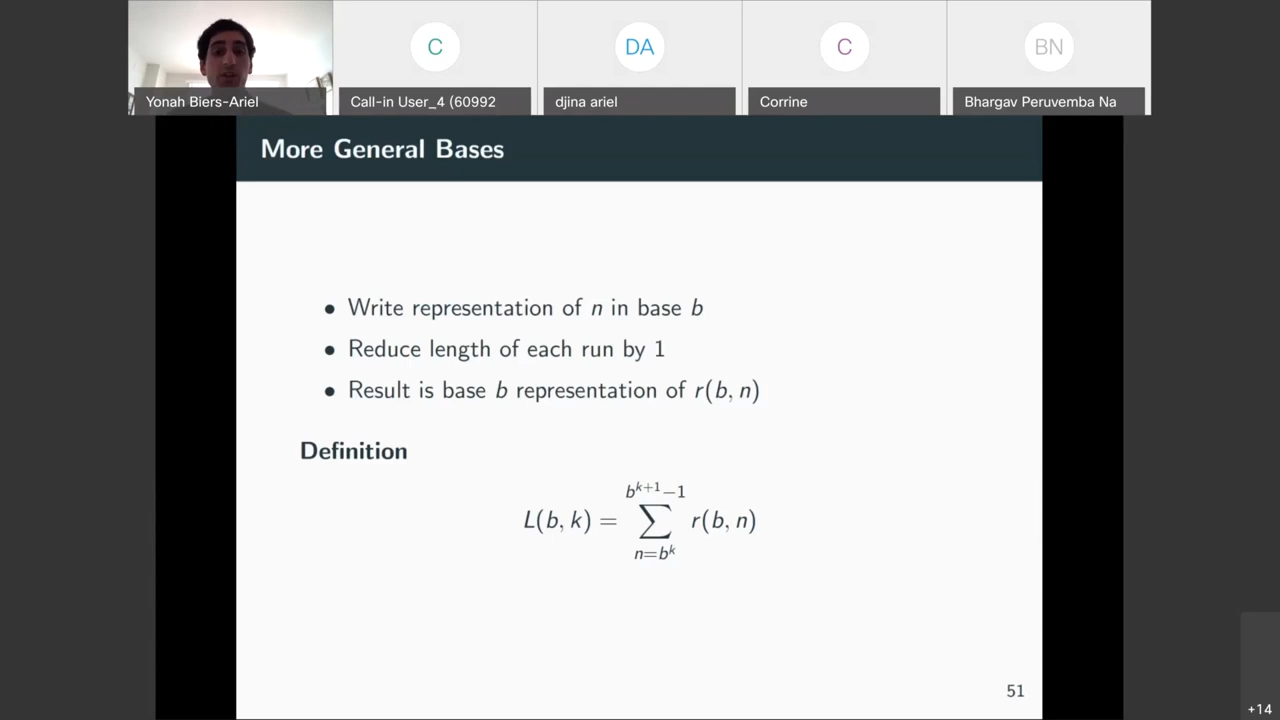 C
DA
C
BN
Yonah Biers-Ariel
Call-in User_4 (60992
djina ariel
Corrine
Bhargav Peruvemba Na
More General Bases
• Write representation of n in base b
• Reduce length of each run by 1
• Result is base b representation of r(b, n)
Definition
b^{k+1}−1
L(b, k) = ∑ r(b, n)
n=b^k
51
+14